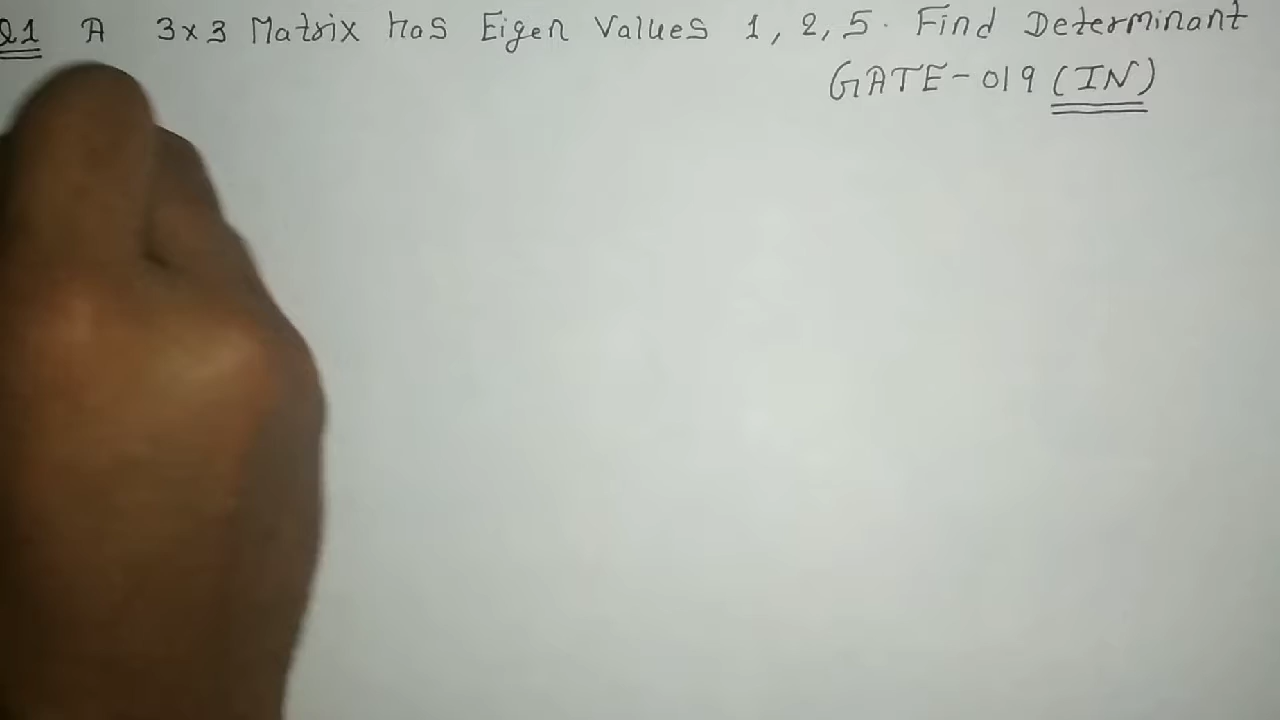 Q1 A 3x3 Matrix has Eigen Values 1, 2, 5. Find Determinant
GATE-019 (IN)